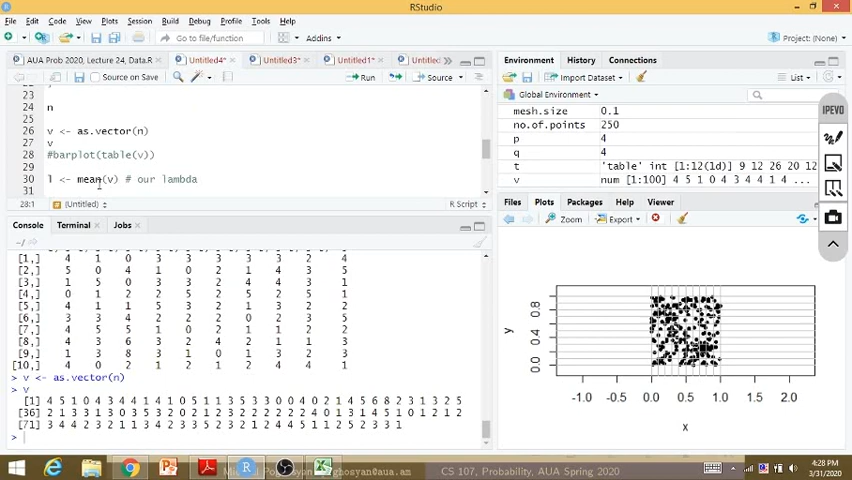 RStudio
File Edit Code View Plots Session Build Debug Profile Tools Help
Go to file/function
Addins
Project: (None)
AUA Prob 2020, Lecture 24, Data.R
Untitled4*
Untitled3*
Untitled1*
Untitled
Source on Save
Run
Source
23
24 n
25
26 v <- as.vector(n)
27 v
28 #barplot(table(v))
29
30 l <- mean(v) # our lambda
31
28:1 (Untitled) R Script
Console Terminal Jobs
~/
[1,] 4 1 0 3 3 3 3 3 2 4
[2,] 5 0 4 1 0 1 4 3 5
[3,] 1 5 0 3 3 2 4 4 3 1
[4,] 0 1 2 2 5 2 5 2 5 1
[5,] 4 1 1 5 3 2 1 3 2 2
[6,] 3 3 4 2 2 2 0 2 3 5
[7,] 4 5 5 1 0 2 1 1 2 2
[8,] 4 3 6 3 2 4 2 1 1 3
[9,] 1 3 8 3 1 0 1 3 2 3
[10,] 4 0 2 1 2 1 2 4 4 1
> v <- as.vector(n)
> v
[1] 4 5 1 0 4 3 4 4 1 4 1 0 5 1 1 3 5 3 3 0 0 4 0 2 1 4 5 6 8 2 3 1 3 2 5
[36] 2 1 3 3 1 3 0 3 5 3 2 0 2 1 3 2 2 2 4 1 3 1 2 5 4 5 1 0 1 2 1 2
[71] 3 4 4 2 3 2 1 4 2 3 3 5 2 3 2 1 2 4 4 5 1 1 2 2 5 2 3 3 1
>
Environment History Connections
Import Dataset
List
Global Environment
mesh.size 0.1
no.of.points 250
p 4
q 4
t 'table' int [1:12(1d)] 9 12 26 20 12
v num [1:100] 4 5 1 0 4 3 4 4 1 4 ...
Files Plots Packages Help Viewer
Zoom Export
y
0.8
0.4
0.0
-1.0 -0.5 0.0 0.5 1.0 1.5 2.0
x
IPEVO
CS 107, Probability, AUA Spring 2020
4:28 PM
3/31/2020